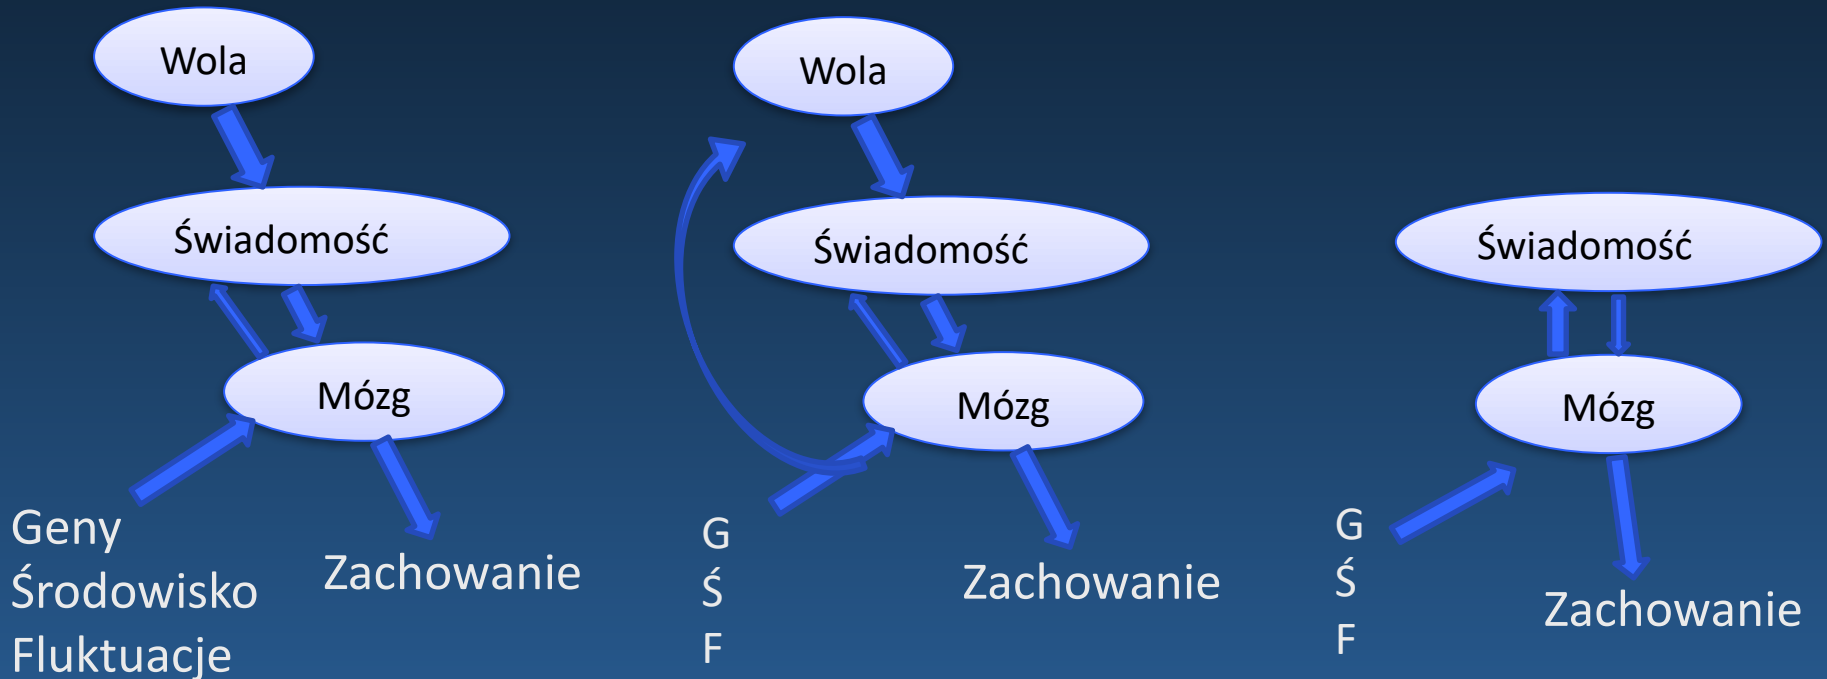 Wola
Świadomość
Mózg
Geny
Środowisko
Fluktuacje
Zachowanie
Wola
Świadomość
Mózg
G
Ś
F
Zachowanie
Świadomość
Mózg
G
Ś
F
Zachowanie